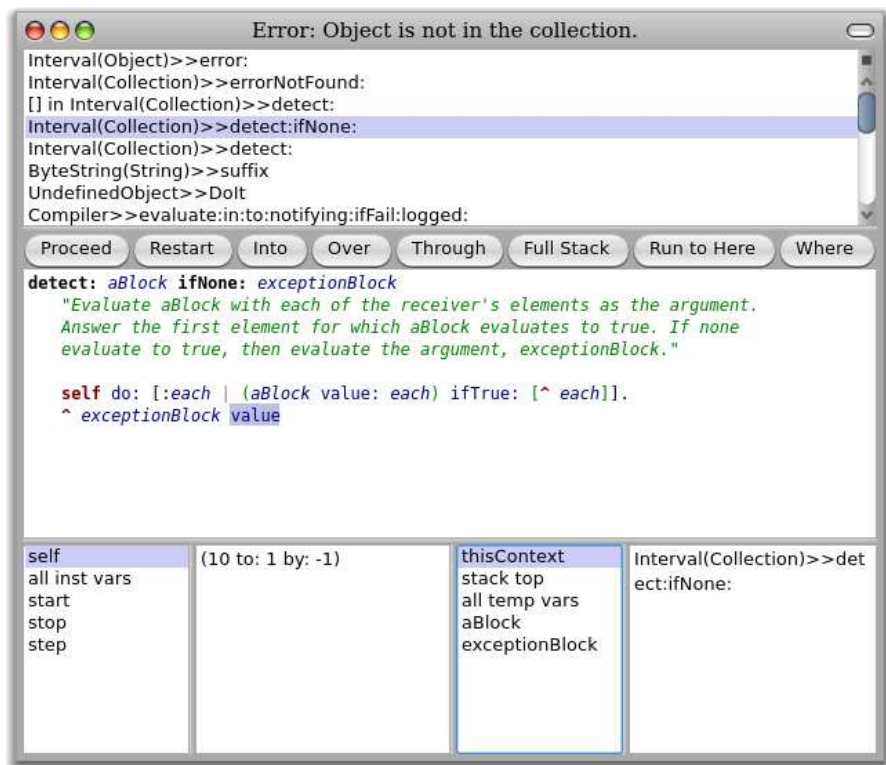 Error: Object is not in the collection.
Interval(Object)>>error:
Interval(Collection)>>errorNotFound:
[] in Interval(Collection)>>detect:
Interval(Collection)>>detect:ifNone:
Interval(Collection)>>detect:
ByteString(String)>>suffix
UndefinedObject>>DoIt
Compiler>>evaluate:in:to:notifying:ifFail:logged:
Proceed Restart Into Over Through Full Stack Run to Here Where
detect: aBlock ifNone: exceptionBlock
"Evaluate aBlock with each of the receiver's elements as the argument.
Answer the first element for which aBlock evaluates to true. If none
evaluate to true, then evaluate the argument, exceptionBlock."
self do: [:each | (aBlock value: each) ifTrue: [^ each]].
^ exceptionBlock value
self
all inst vars
start
stop
step
(10 to: 1 by: -1)
thisContext
stack top
all temp vars
aBlock
exceptionBlock
Interval(Collection)>>det
ect:ifNone: